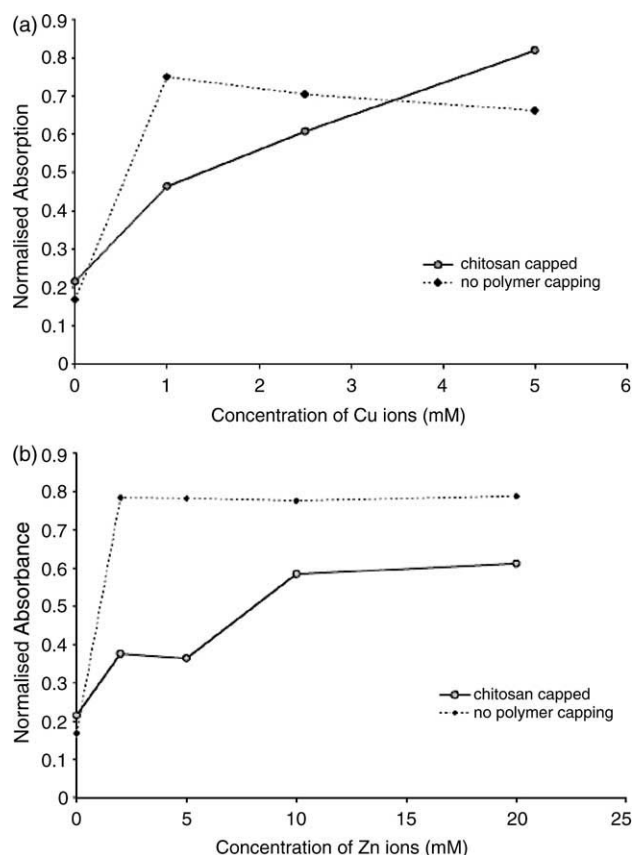 (a)
Normalised Absorption
0.9
0.8
0.7
0.6
0.5
0.4
0.3
0.2
0.1
0
chitosan capped
no polymer capping
0 1 2 3 4 5 6
Concentration of Cu ions (mM)
(b)
Normalised Absorbance
0.9
0.8
0.7
0.6
0.5
0.4
0.3
0.2
0.1
0
chitosan capped
no polymer capping
0 5 10 15 20 25
Concentration of Zn ions (mM)